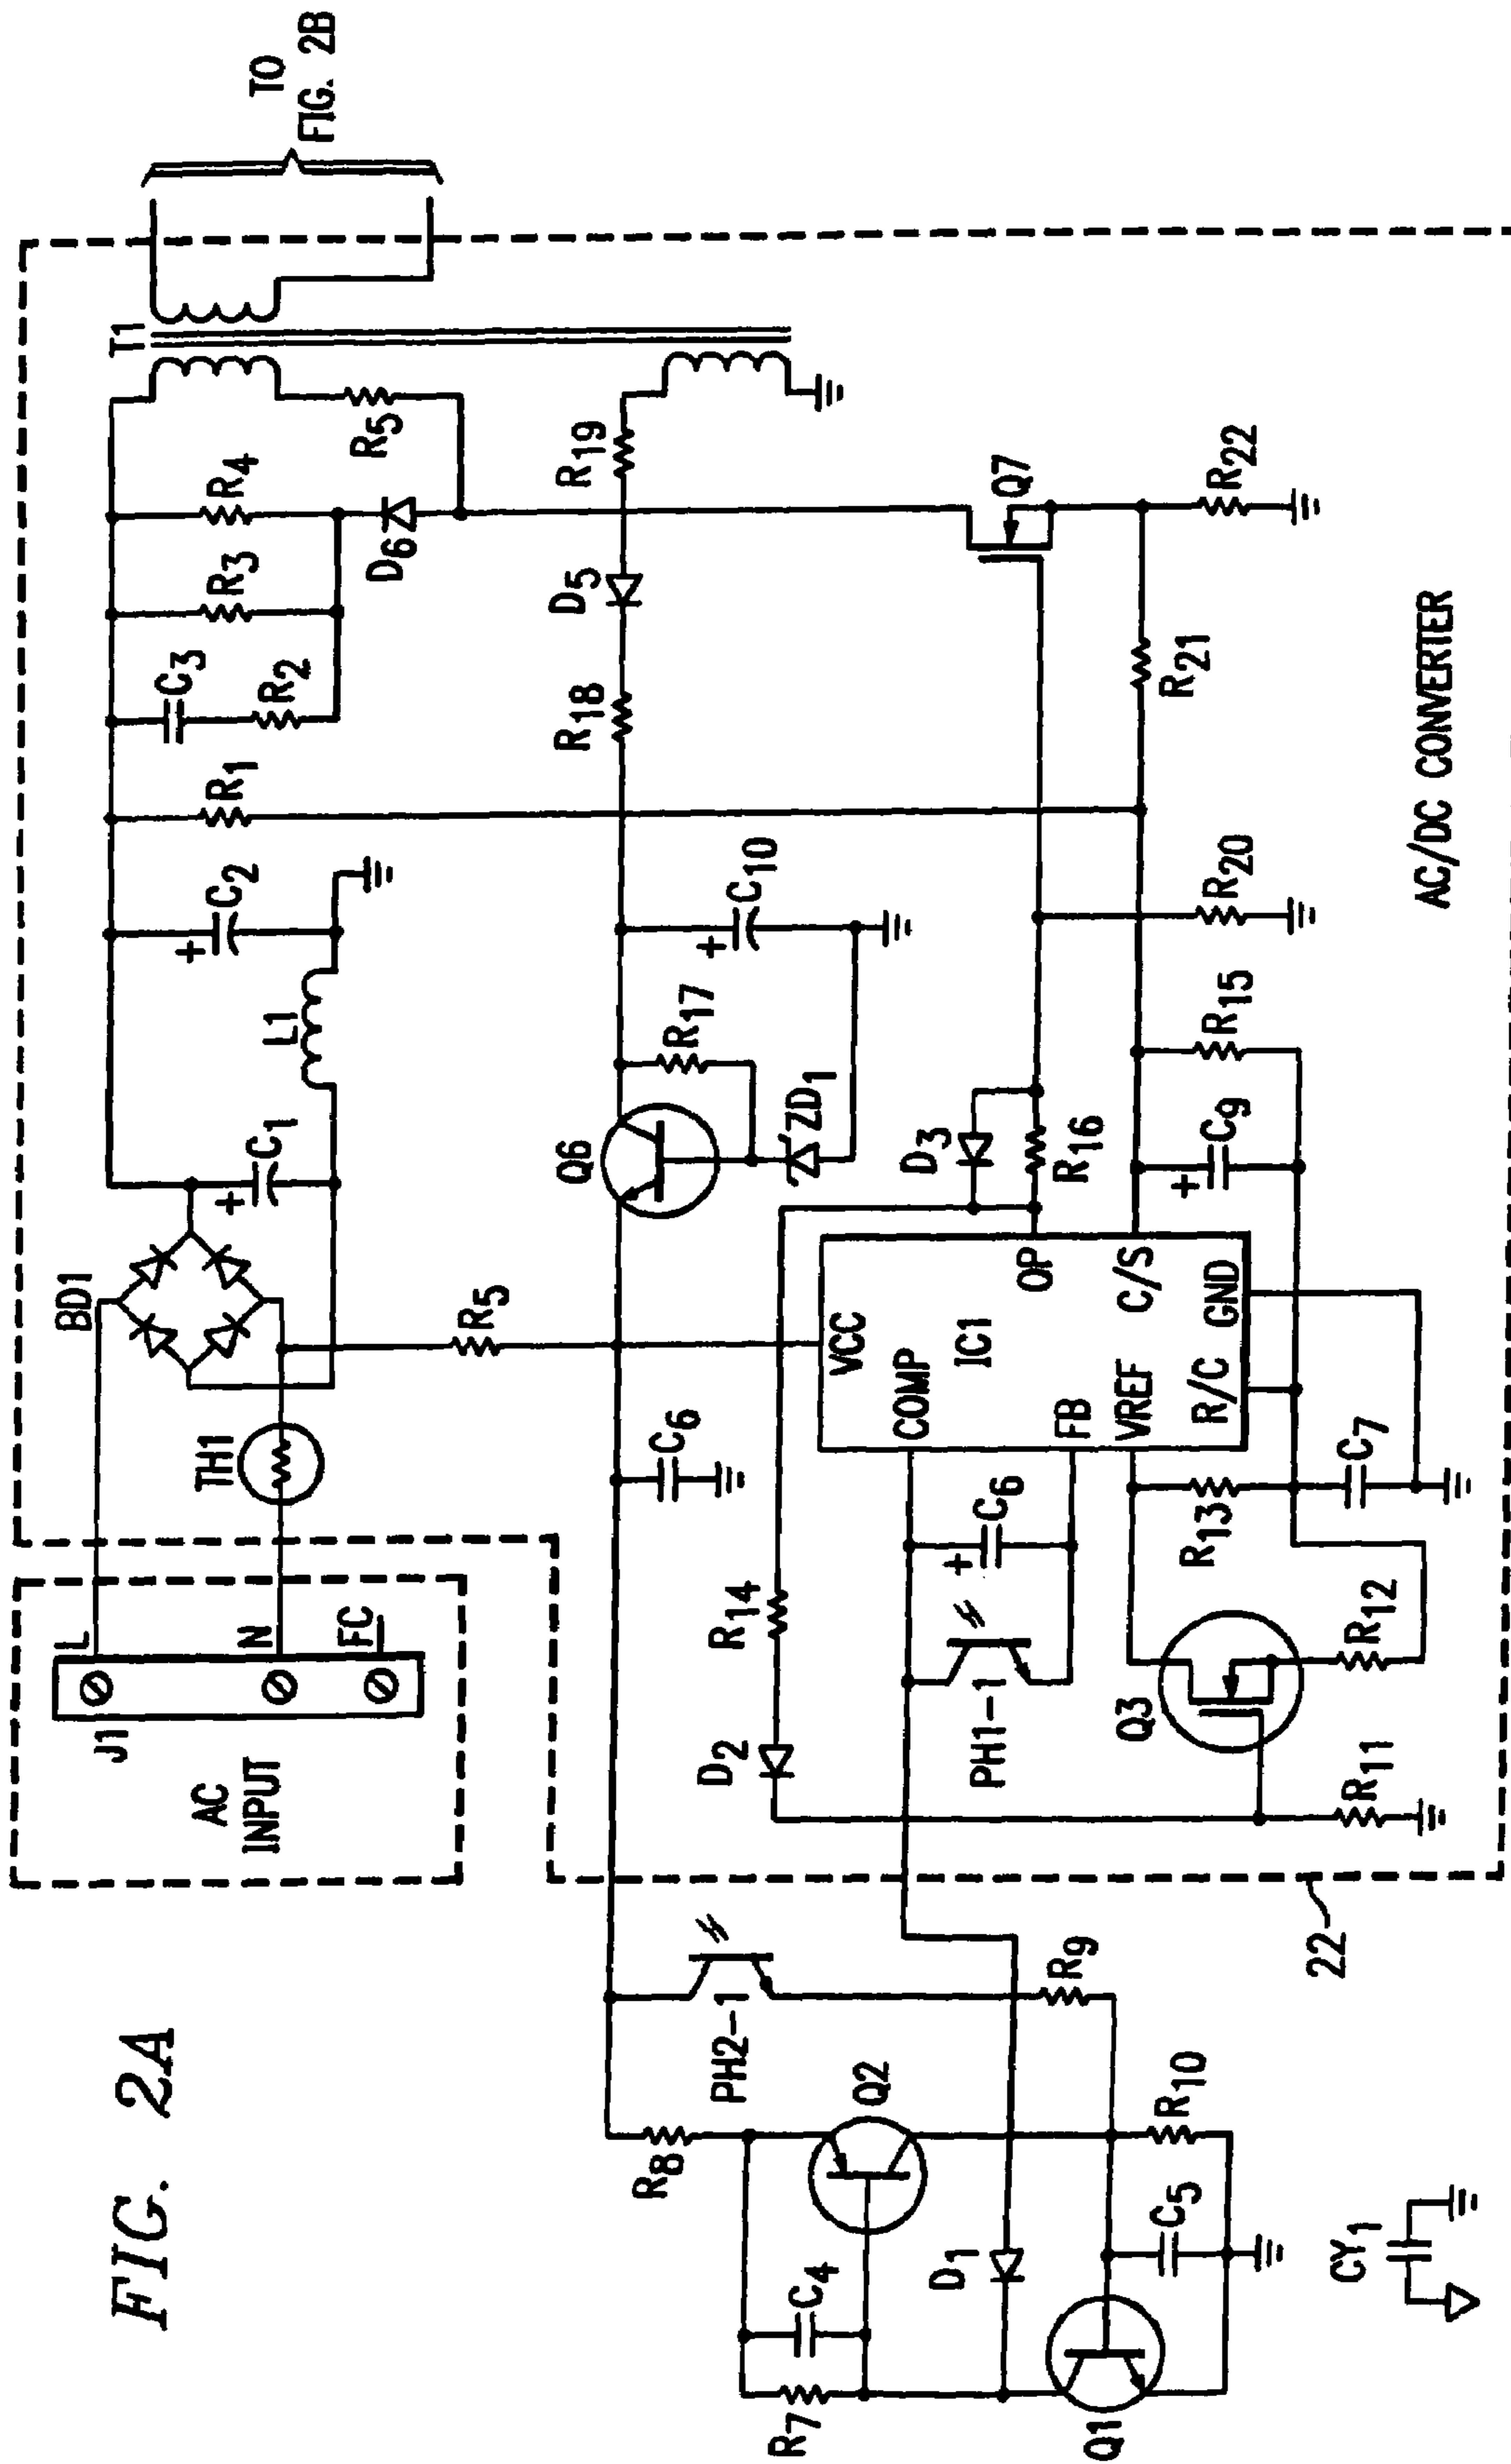 FIG. 2A
AC
INPUT
J1
L
N
FC
TH1
BD1
C1
L1
C2
R1
C3
R2
R3
R4
D6
R5
T1
TO
FIG. 2B
R5
C6
Q6
R17
ZD1
C10
R18
D5
R19
PH2-1
R8
Q2
C4
R7
D1
Q1
C5
R10
R9
D2
R14
PH1-1
C6
COMP
VCC
IC1
FB
VREF
R/C
GND
OP
C/S
D3
R16
Q7
R22
R21
R20
R15
C9
C7
R13
Q3
R12
R11
22
CY1
AC/DC CONVERTER
+
+
+
+
+